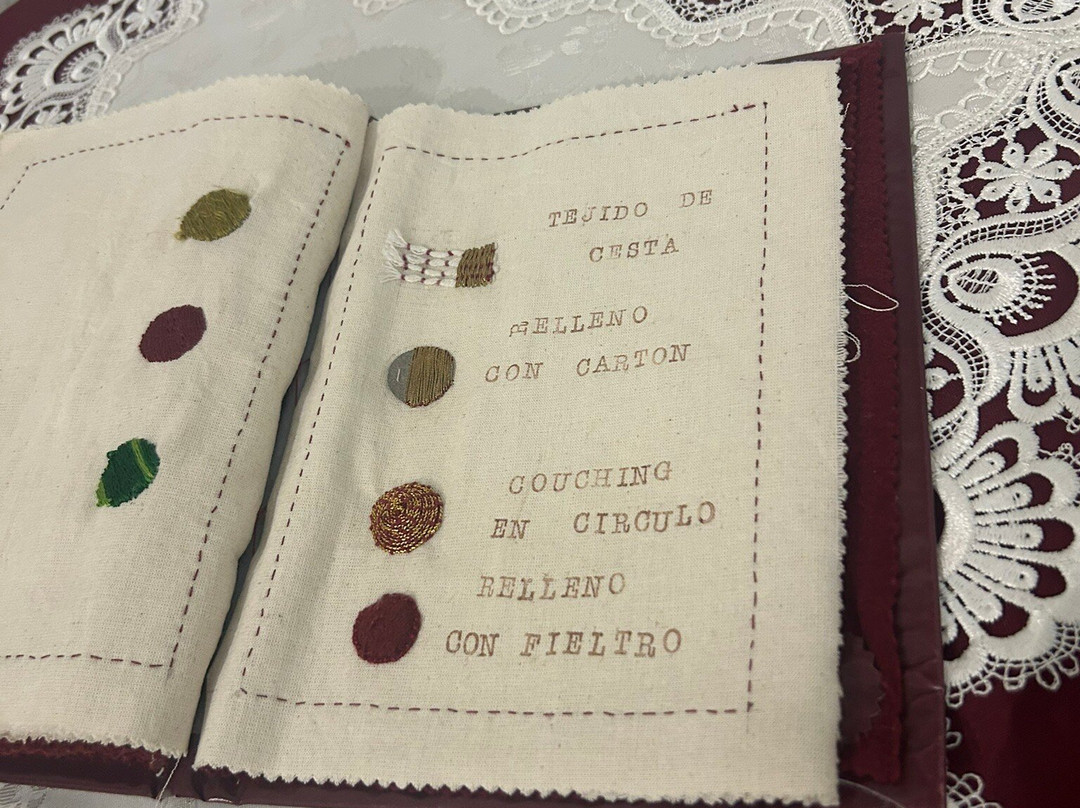 TEJIDO DE
CESTA
RELLENO
CON CARTON
COUCHING
EN CIRCULO
RELLENO
CON FIELTRO